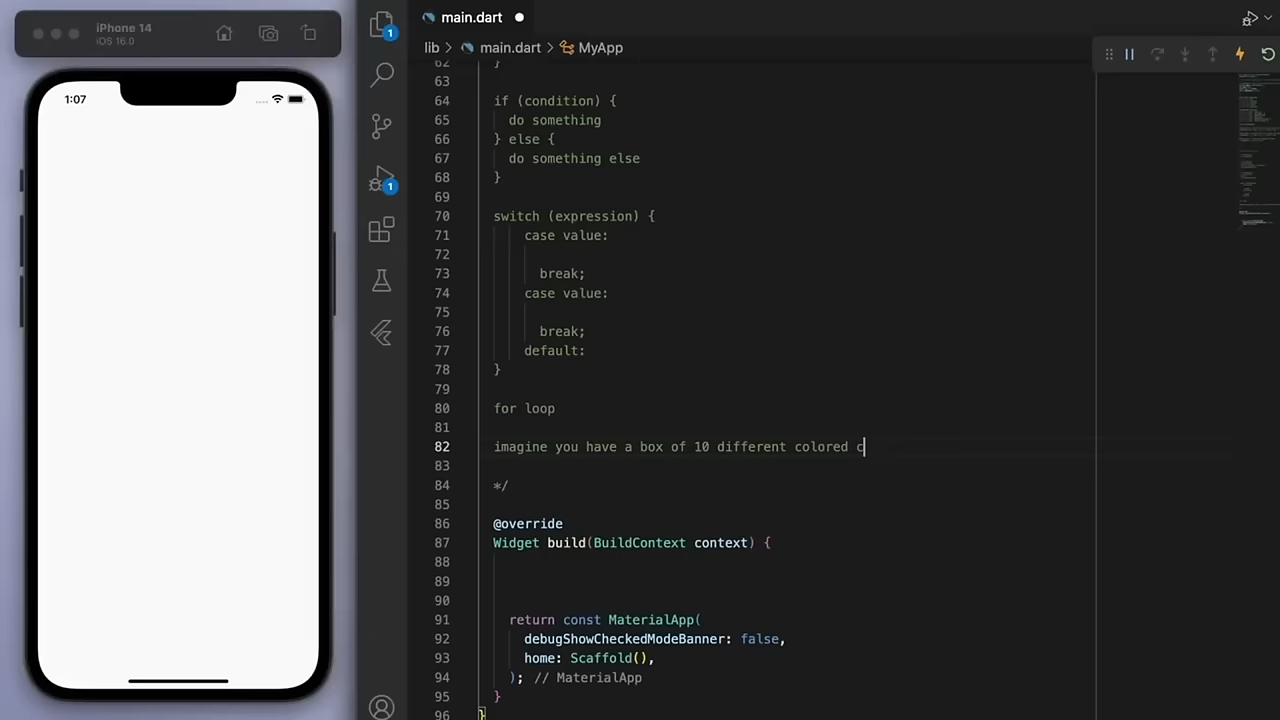 iPhone 14
iOS 16.0
1:07
1
1
main.dart
lib > main.dart > MyApp
62 }
63
64 if (condition) {
65 do something
66 } else {
67 do something else
68 }
69
70 switch (expression) {
71 case value:
72
73 break;
74 case value:
75
76 break;
77 default:
78 }
79
80 for loop
81
82 imagine you have a box of 10 different colored c
83
84 */
85
86 @override
87 Widget build(BuildContext context) {
88
89
90
91 return const MaterialApp(
92 debugShowCheckedModeBanner: false,
93 home: Scaffold(),
94 ); // MaterialApp
95 }
96 }